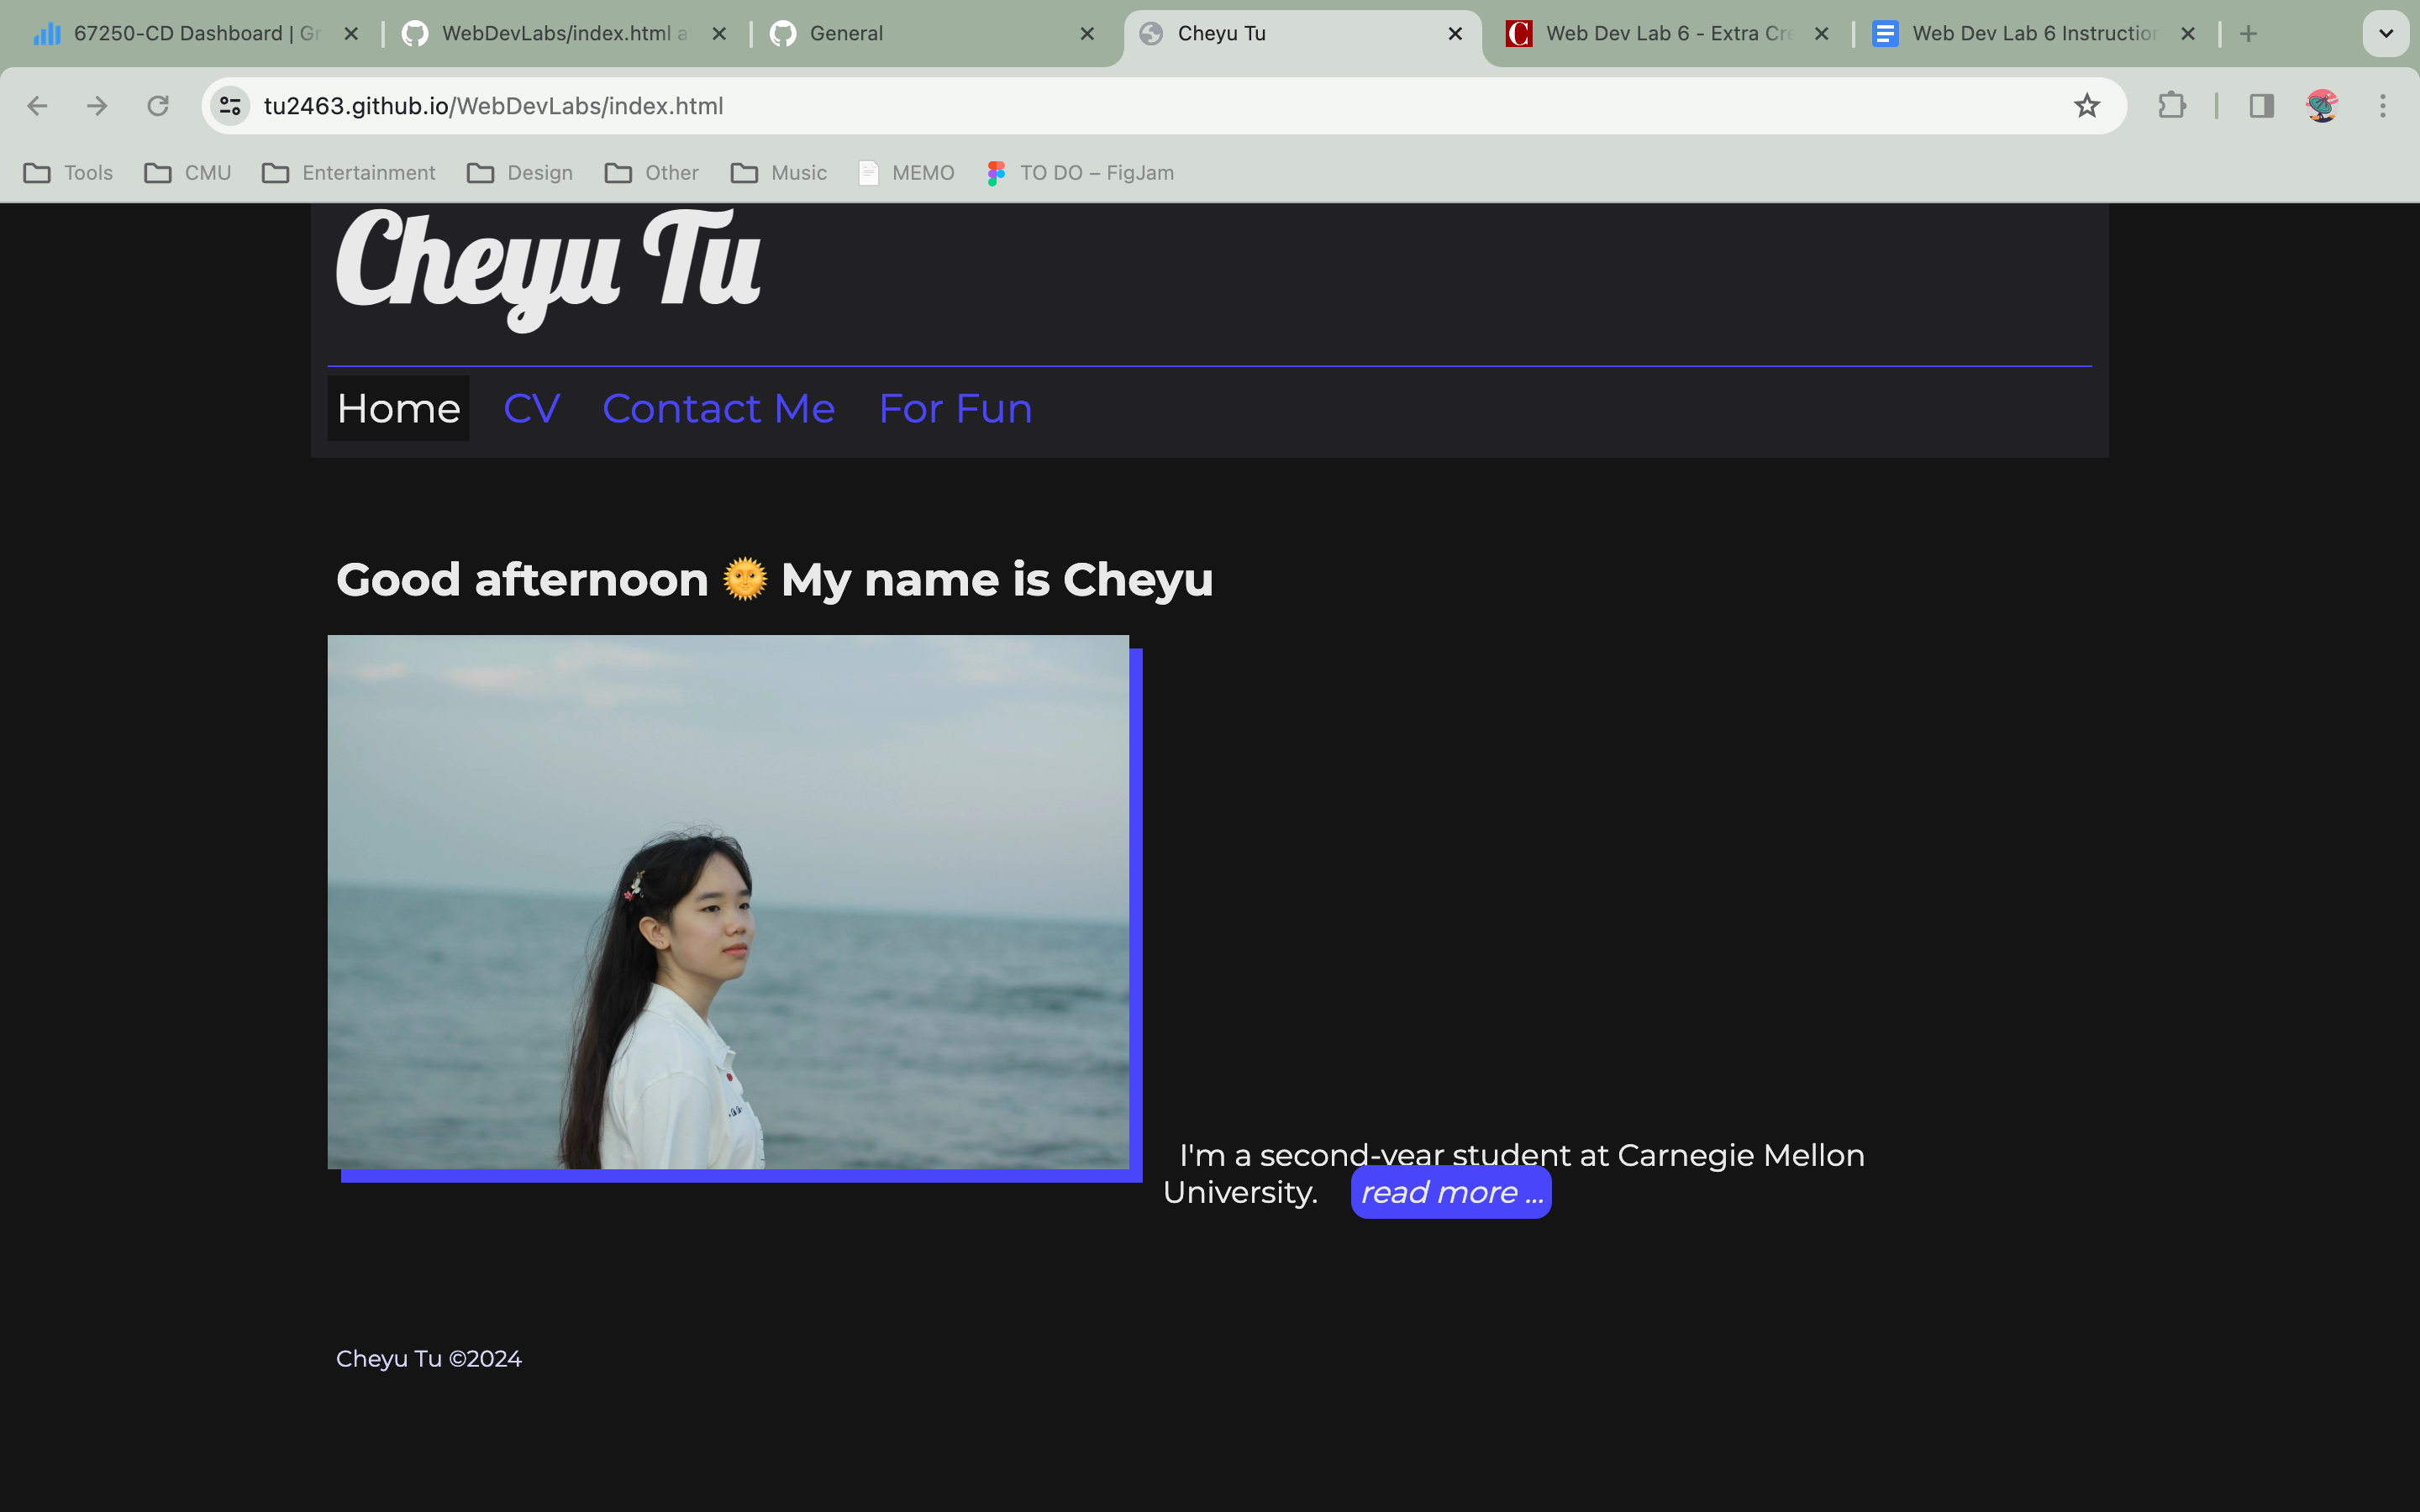 67250-CD Dashboard | Gr
WebDevLabs/index.html a
General
Cheyu Tu
Web Dev Lab 6 - Extra Cre
Web Dev Lab 6 Instruction
tu2463.github.io/WebDevLabs/index.html
Tools
CMU
Entertainment
Design
Other
Music
MEMO
TO DO – FigJam
Cheyu Tu
Home CV Contact Me For Fun
Good afternoon 🌞 My name is Cheyu
I'm a second-year student at Carnegie Mellon
University. read more ...
Cheyu Tu ©2024